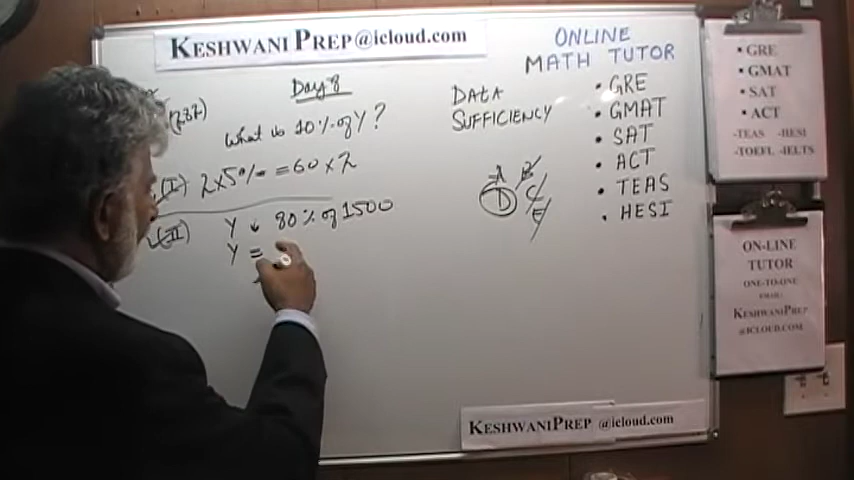 KESHWANI PREP@icloud.com
Day 8
(232)
What is 10% of Y?
(I) 2x5% = 60 x 2
(II) Y is 80% of 1500
Y =
DATA
SUFFICIENCY
A B
D C
E
ONLINE
MATH TUTOR
• GRE
• GMAT
• SAT
• ACT
• TEAS
• HESI
• GRE
• GMAT
• SAT
• ACT
-TEAS -HESI
-TOEFL -IELTS
ON-LINE
TUTOR
ONE-TO-ONE
EMAIL:
KESHWANIPREP
@ICLOUD.COM
KESHWANIPREP @icloud.com